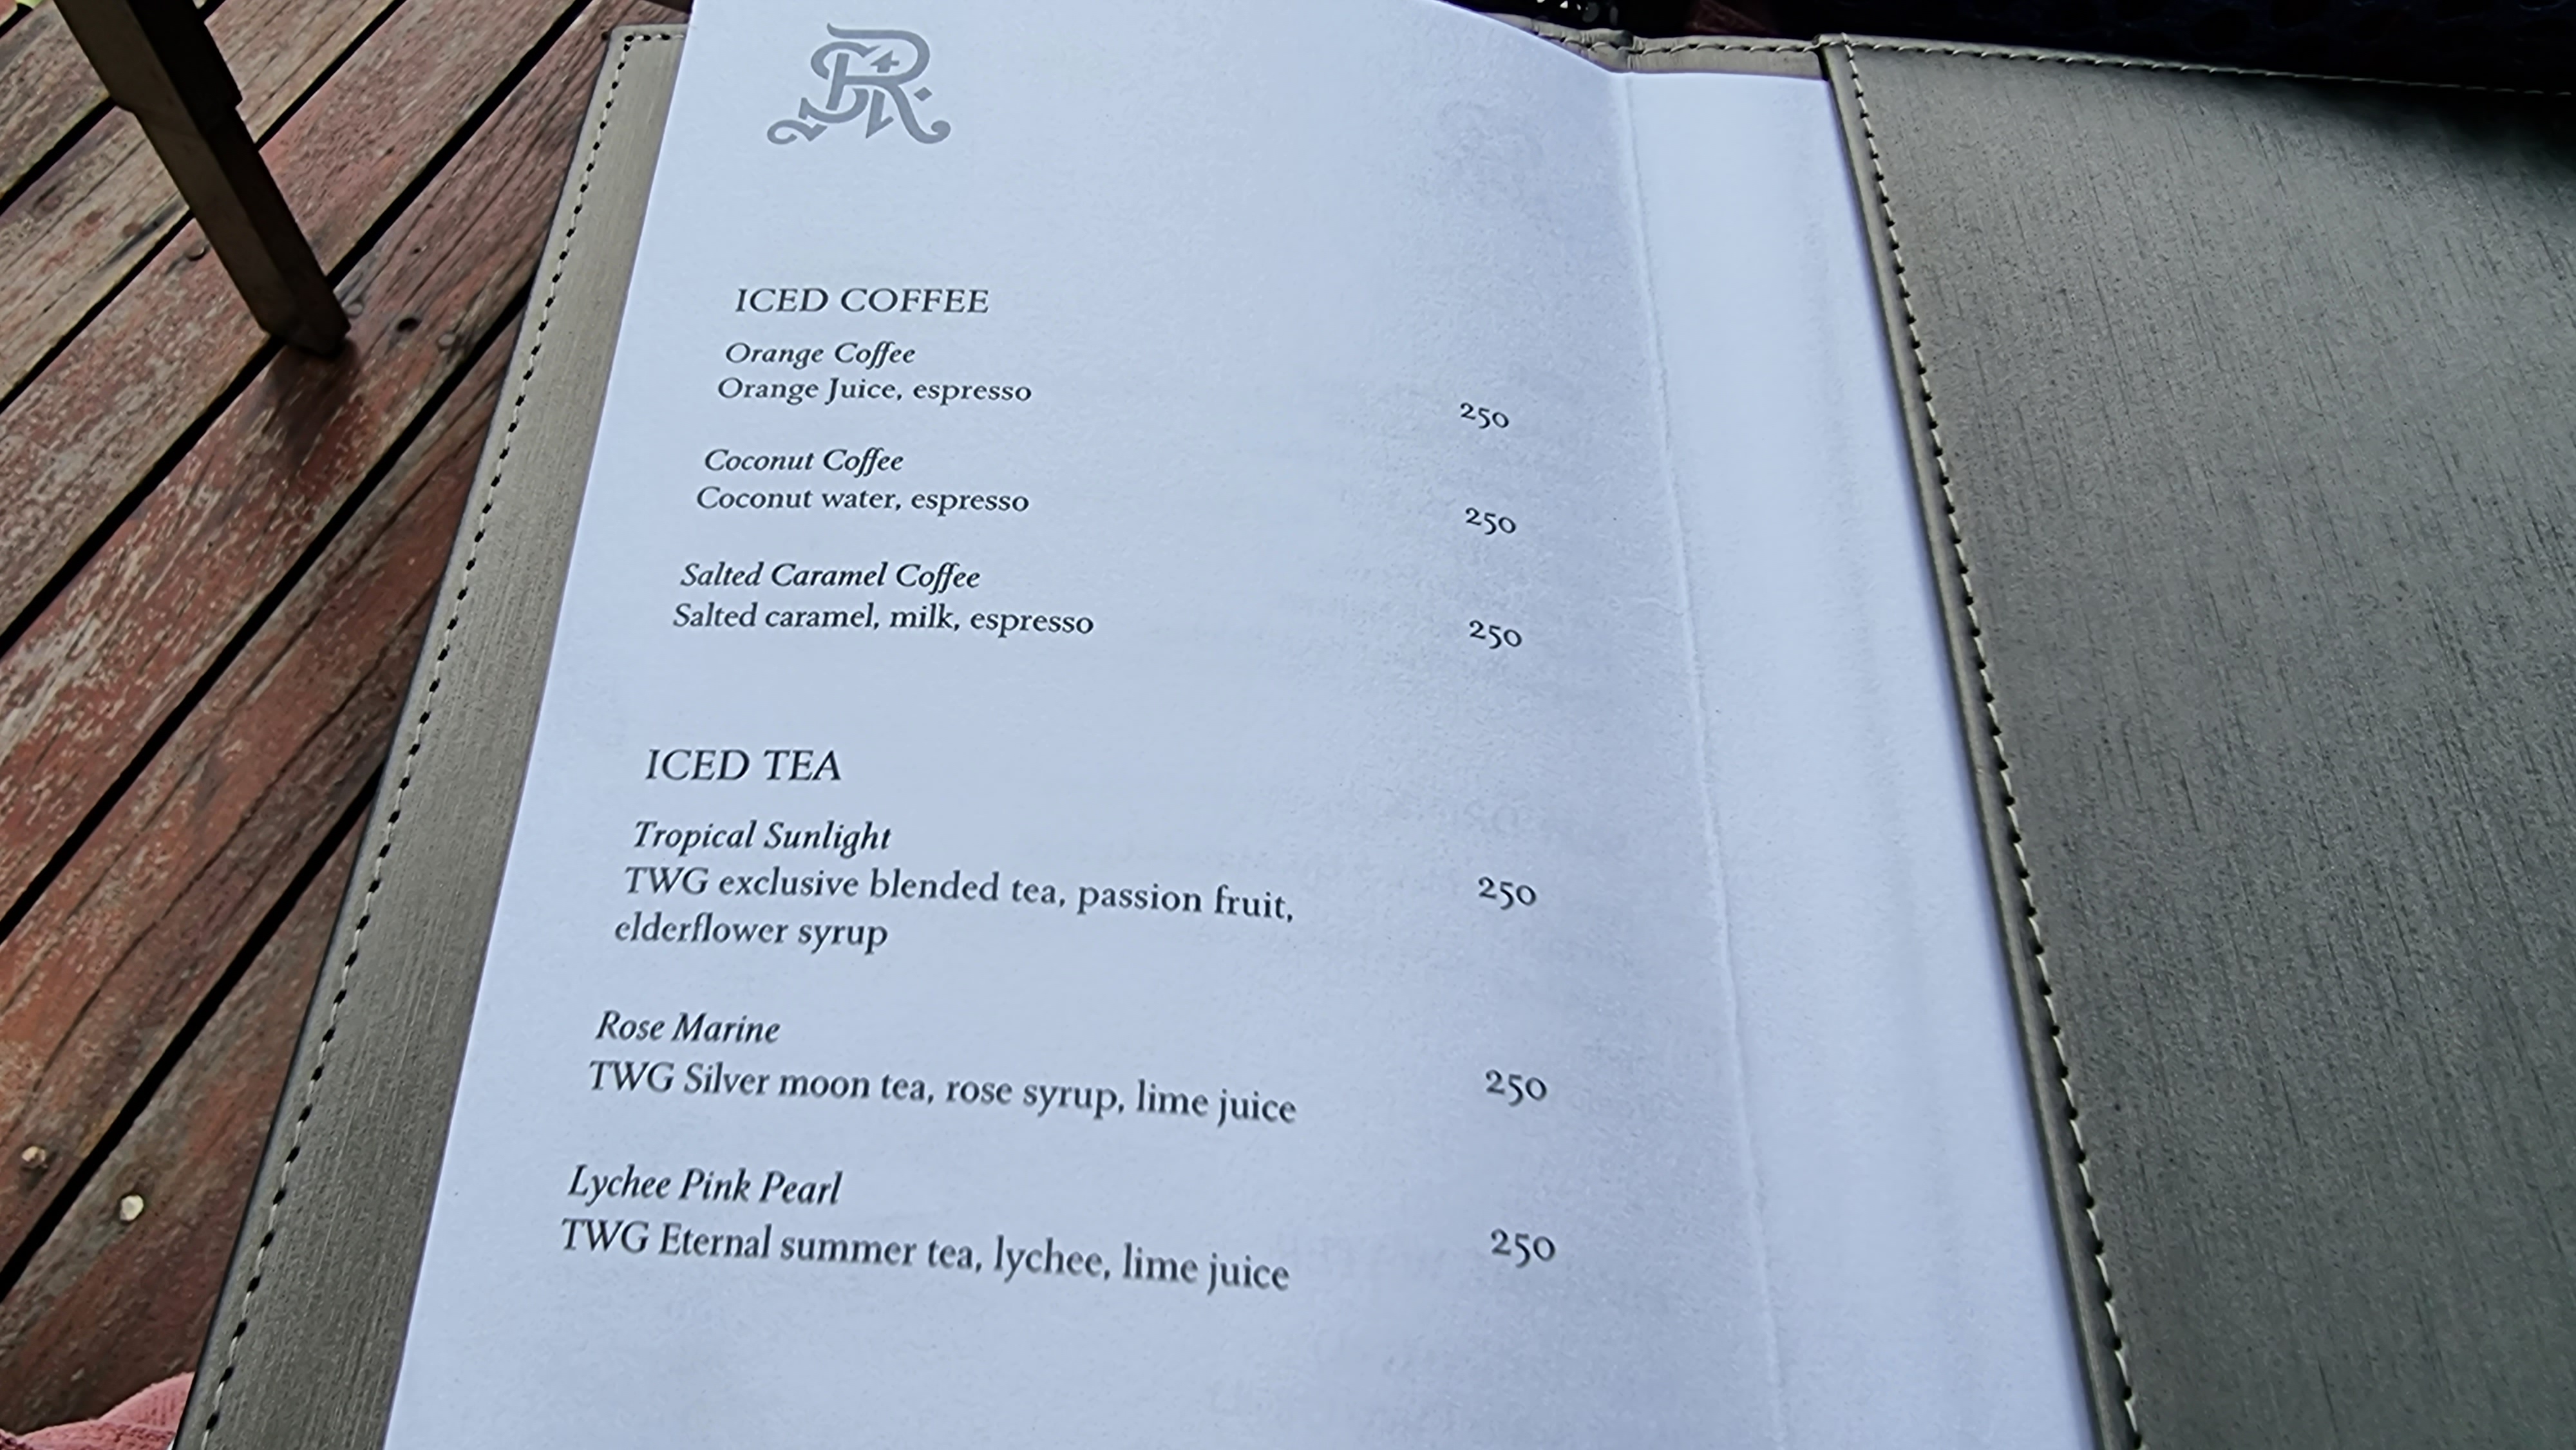 ICED COFFEE
Orange Coffee
Orange Juice, espresso 250
Coconut Coffee
Coconut water, espresso 250
Salted Caramel Coffee
Salted caramel, milk, espresso 250
ICED TEA
Tropical Sunlight
TWG exclusive blended tea, passion fruit, 250
elderflower syrup
Rose Marine
TWG Silver moon tea, rose syrup, lime juice 250
Lychee Pink Pearl
TWG Eternal summer tea, lychee, lime juice 250